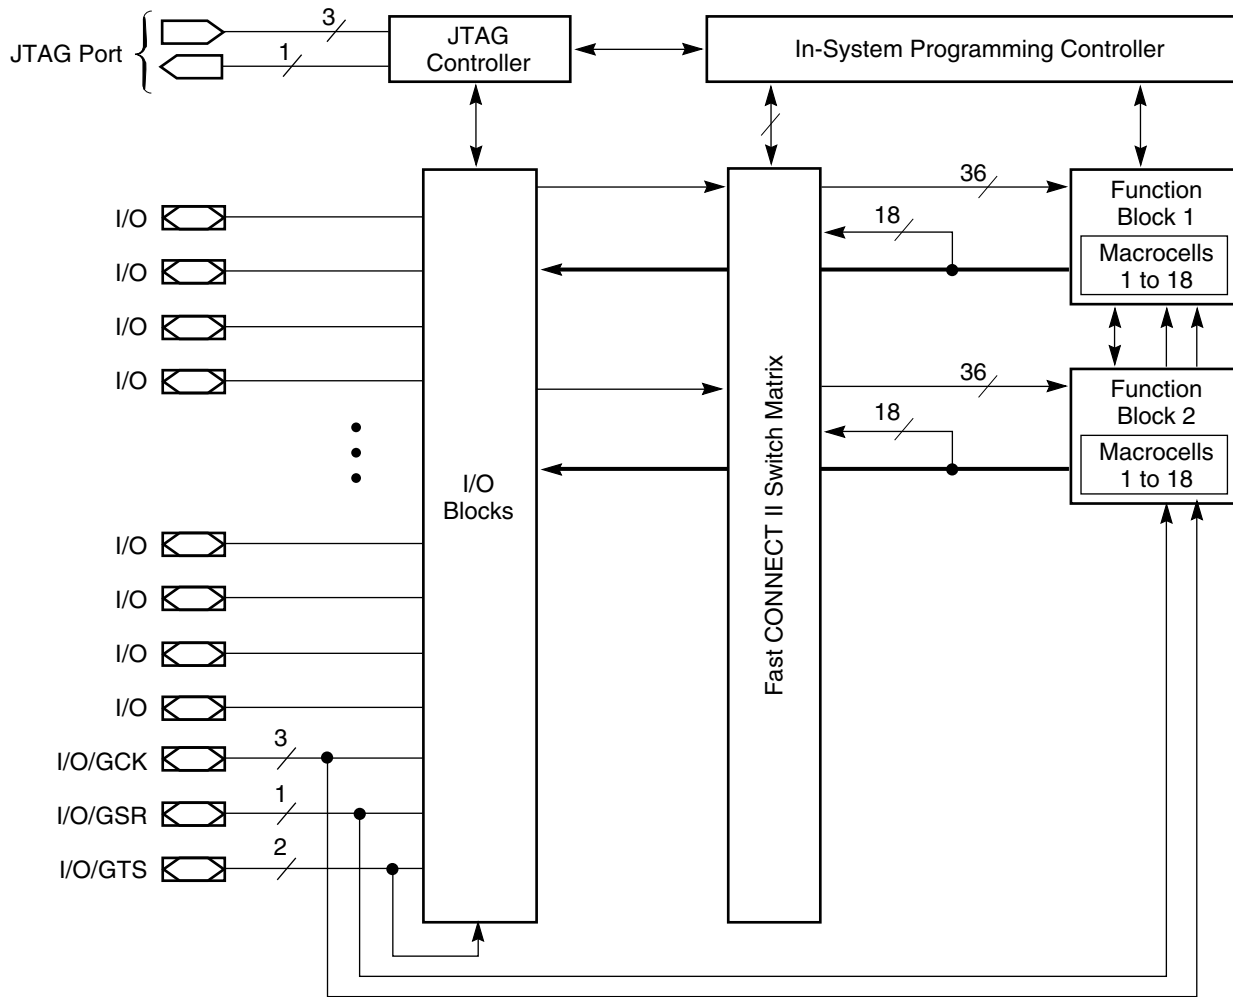 JTAG Port
3
1
JTAG
Controller
In-System Programming Controller
I/O
I/O
I/O
I/O
I/O
I/O
I/O
I/O
I/O/GCK
3
I/O/GSR
1
I/O/GTS
2
I/O
Blocks
Fast CONNECT II Switch Matrix
36
18
Function
Block 1
Macrocells
1 to 18
36
18
Function
Block 2
Macrocells
1 to 18